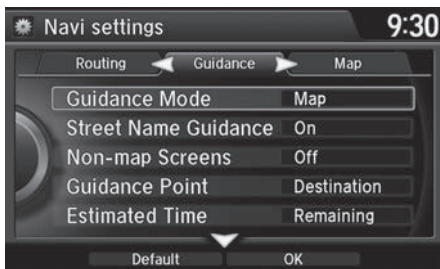 Navi settings 9:30
Routing Guidance Map
Guidance Mode Map
Street Name Guidance On
Non-map Screens Off
Guidance Point Destination
Estimated Time Remaining
Default OK